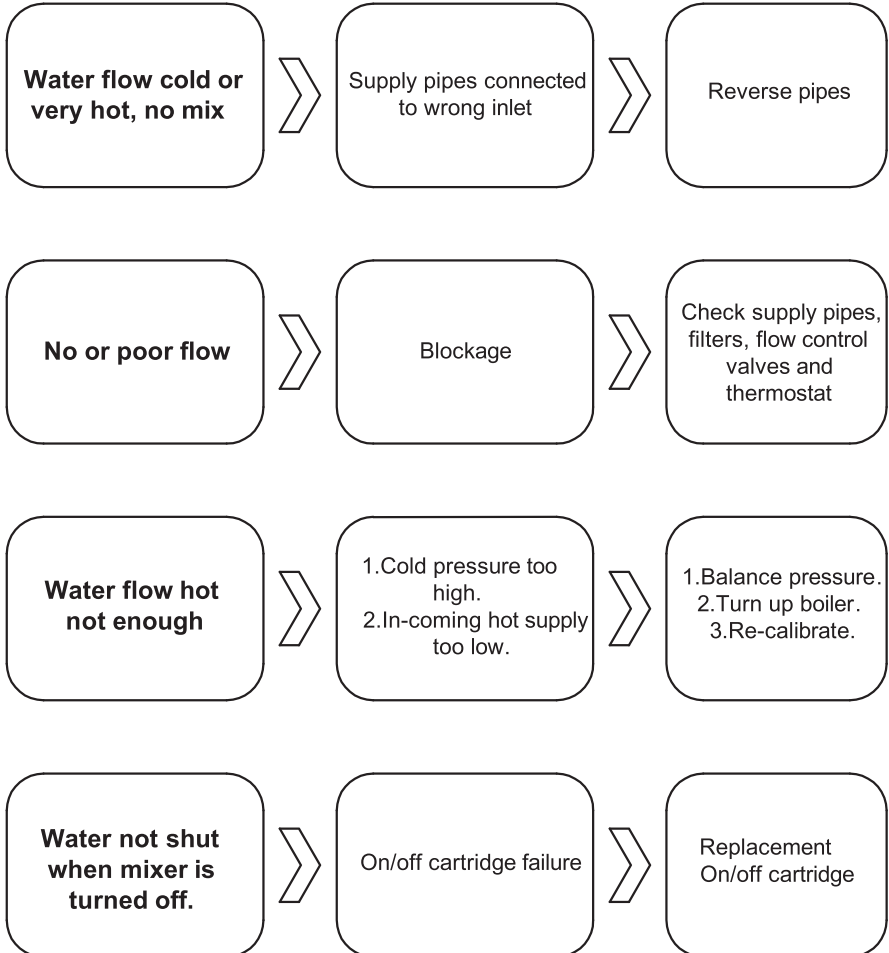 Water flow cold or
very hot, no mix
Supply pipes connected
to wrong inlet
Reverse pipes
No or poor flow
Blockage
Check supply pipes,
filters, flow control
valves and
thermostat
Water flow hot
not enough
1.Cold pressure too
high.
2.In-coming hot supply
too low.
1.Balance pressure.
2.Turn up boiler.
3.Re-calibrate.
Water not shut
when mixer is
turned off.
On/off cartridge failure
Replacement
On/off cartridge